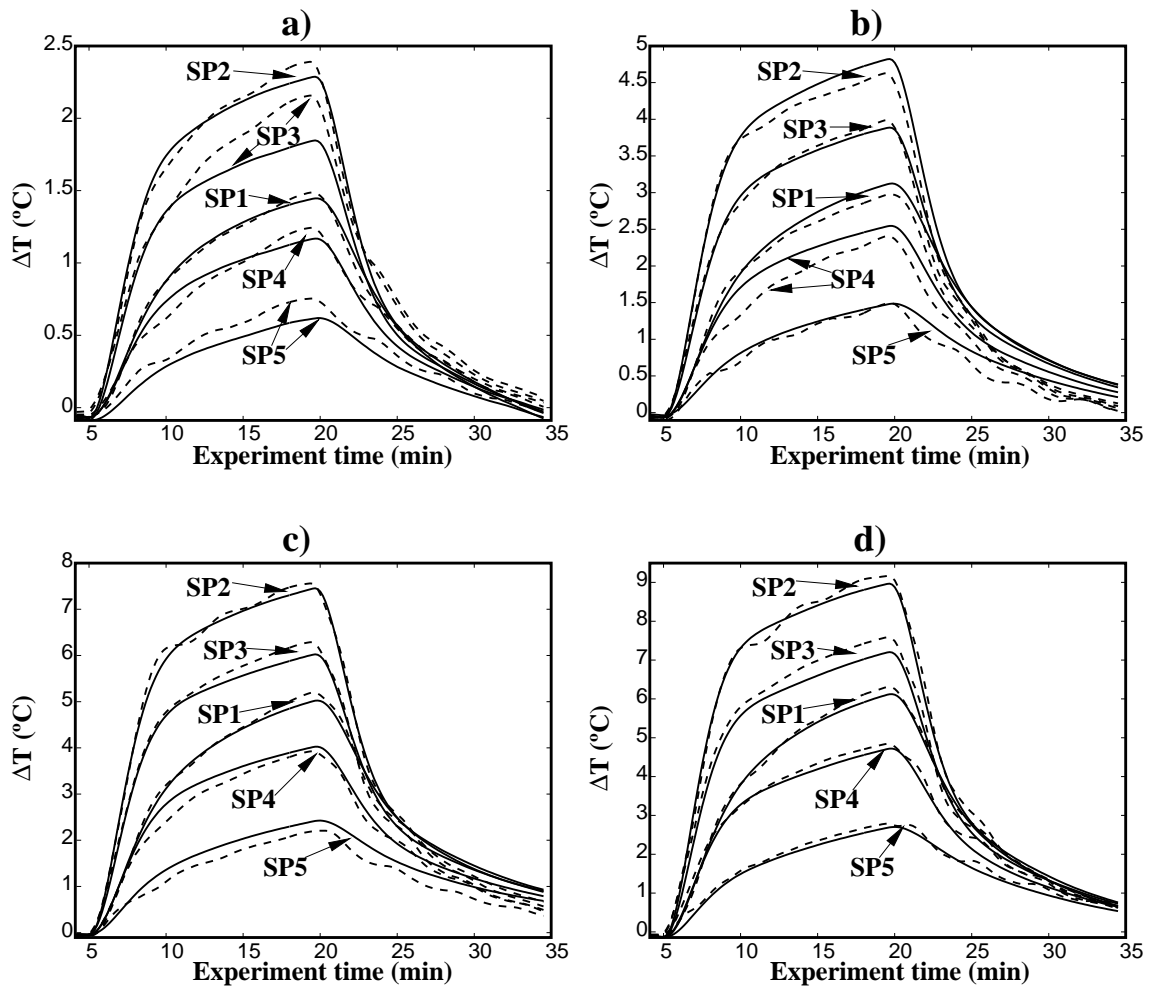 a)
2.5
2
1.5
1
0.5
0
ΔT (ºC)
SP2
SP3
SP1
SP4
SP5
5 10 15 20 25 30 35
Experiment time (min)
b)
5
4.5
4
3.5
3
2.5
2
1.5
1
0.5
0
ΔT (ºC)
SP2
SP3
SP1
SP4
SP5
5 10 15 20 25 30 35
Experiment time (min)
c)
8
7
6
5
4
3
2
1
0
ΔT (ºC)
SP2
SP3
SP1
SP4
SP5
5 10 15 20 25 30 35
Experiment time (min)
d)
9
8
7
6
5
4
3
2
1
0
ΔT (ºC)
SP2
SP3
SP1
SP4
SP5
5 10 15 20 25 30 35
Experiment time (min)